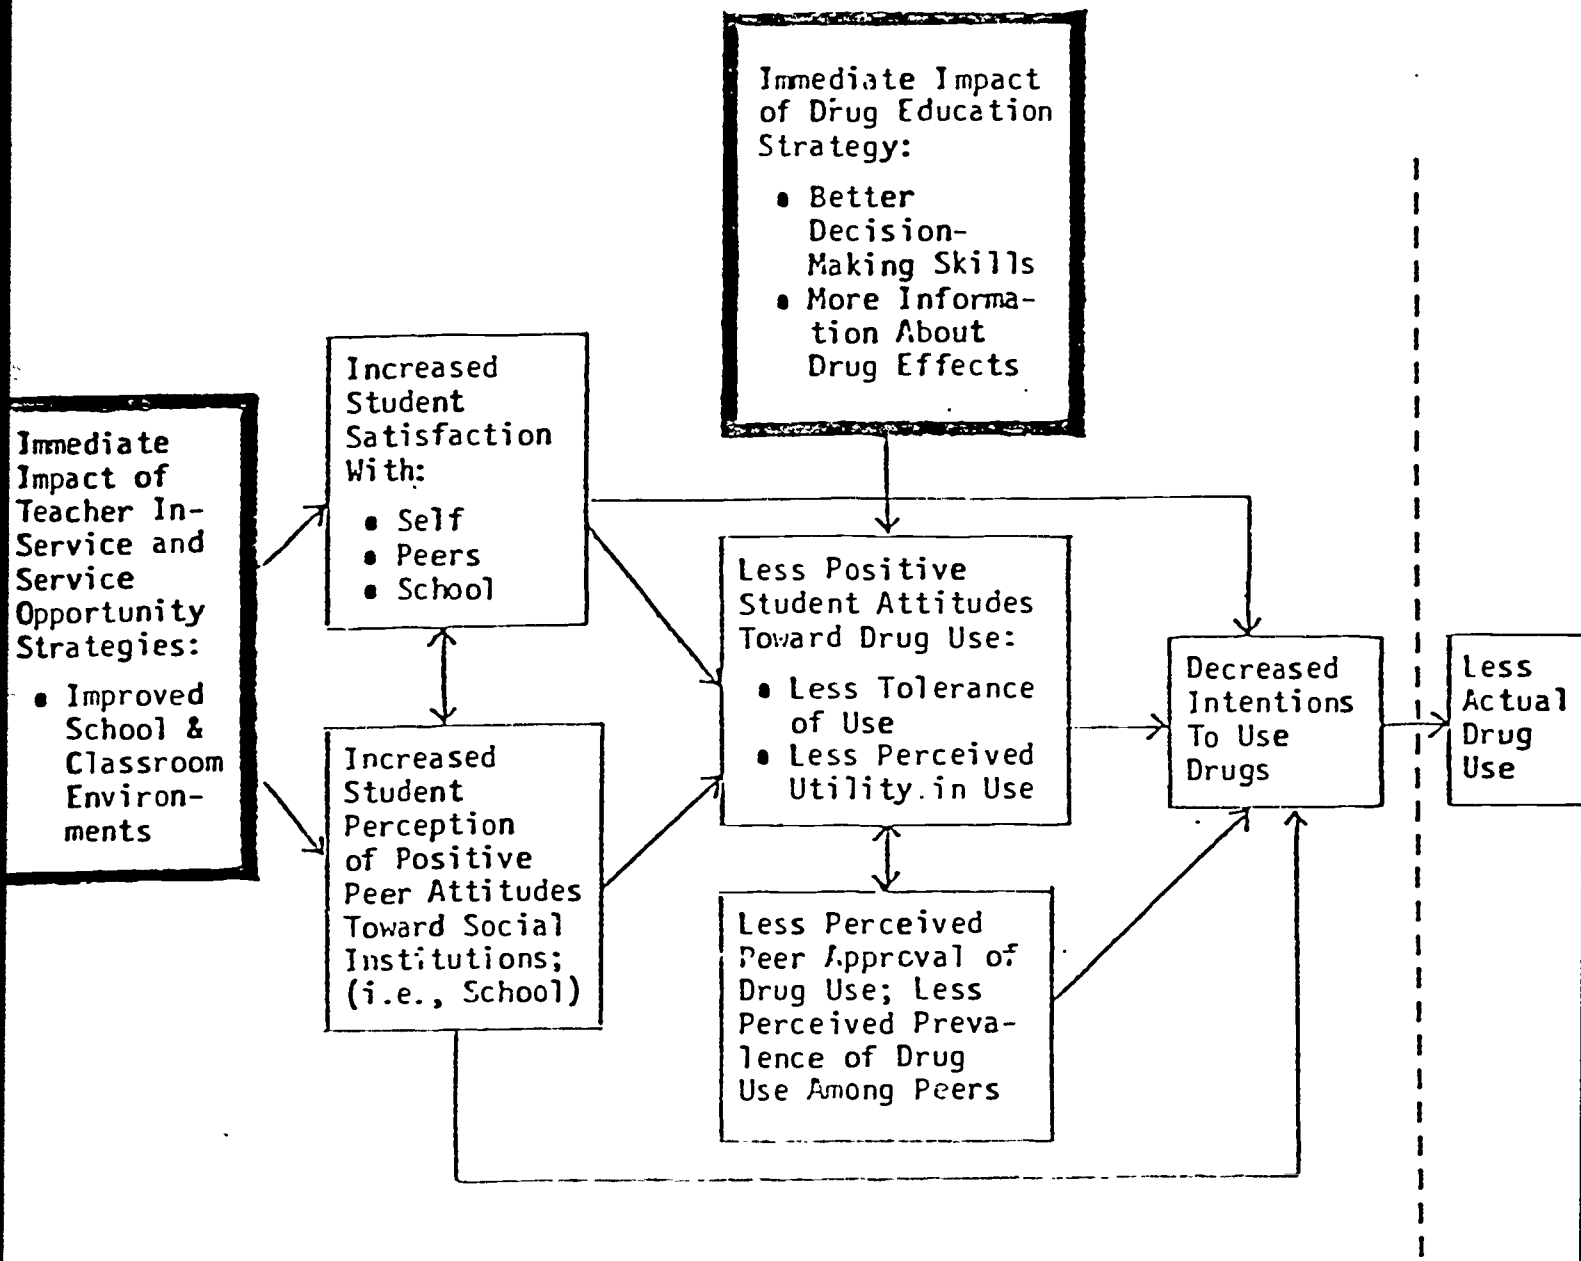 Immediate Impact
of Drug Education
Strategy:
• Better
Decision-
Making Skills
• More Informa-
tion About
Drug Effects
Increased
Student
Satisfaction
With:
• Self
• Peers
• School
Immediate
Impact of
Teacher In-
Service and
Service
Opportunity
Strategies:
• Improved
School &
Classroom
Environ-
ments
Less Positive
Student Attitudes
Toward Drug Use:
• Less Tolerance
of Use
• Less Perceived
Utility in Use
Decreased
Intentions
To Use
Drugs
Less
Actual
Drug
Use
Increased
Student
Perception
of Positive
Peer Attitudes
Toward Social
Institutions;
(i.e., School)
Less Perceived
Peer Approval of
Drug Use; Less
Perceived Preva-
lence of Drug
Use Among Peers